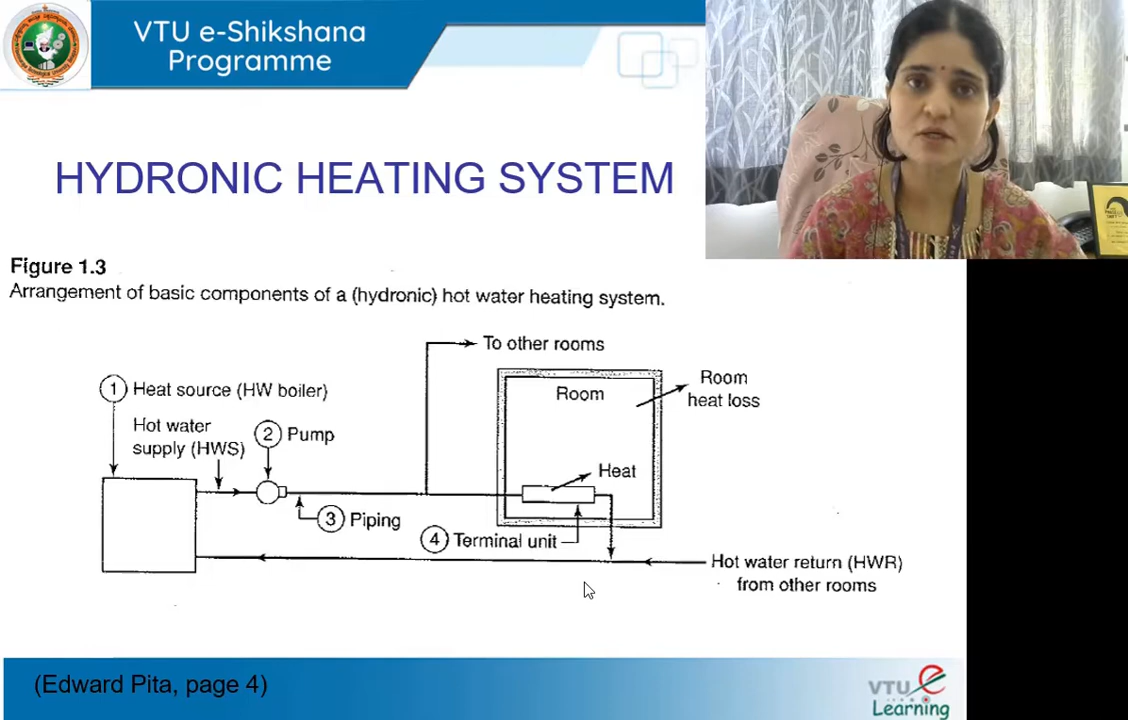 VTU e-Shikshana
Programme
HYDRONIC HEATING SYSTEM
Figure 1.3
Arrangement of basic components of a (hydronic) hot water heating system.
To other rooms
1 Heat source (HW boiler)
Room
Room
heat loss
Hot water
supply (HWS)
2 Pump
Heat
3 Piping
4 Terminal unit
Hot water return (HWR)
from other rooms
(Edward Pita, page 4)
VTU e
Learning